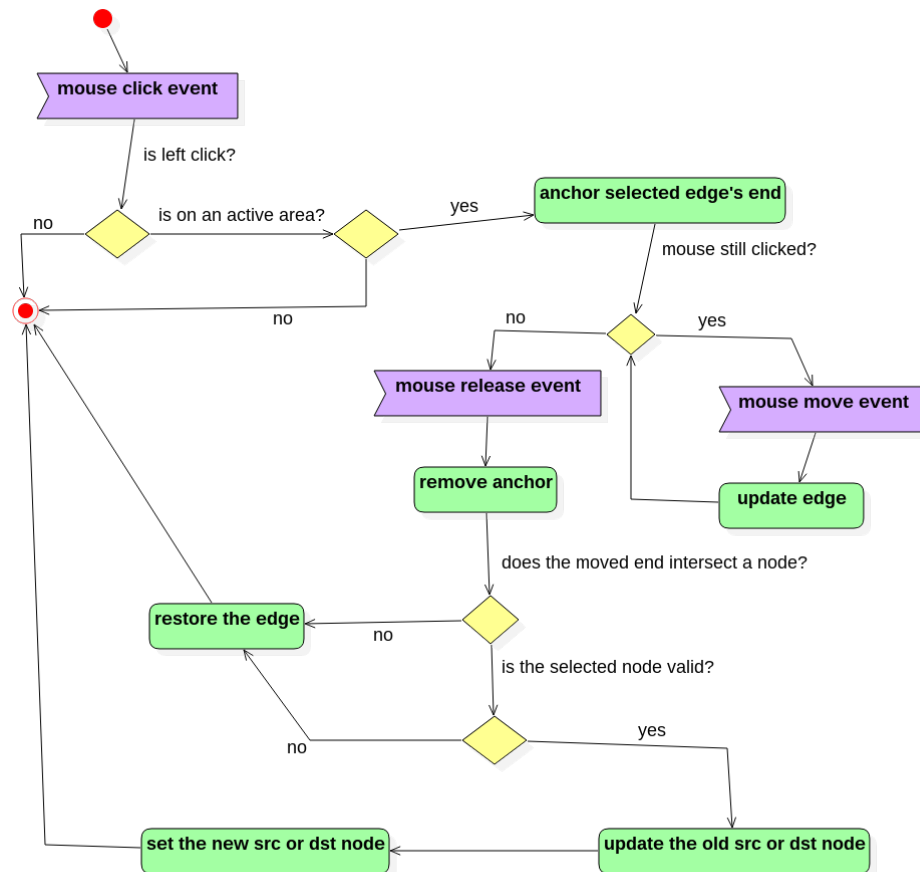 mouse click event
is left click?
no
is on an active area?
yes
anchor selected edge's end
mouse still clicked?
no
no
yes
mouse release event
mouse move event
remove anchor
update edge
does the moved end intersect a node?
restore the edge
no
is the selected node valid?
no
yes
set the new src or dst node
update the old src or dst node